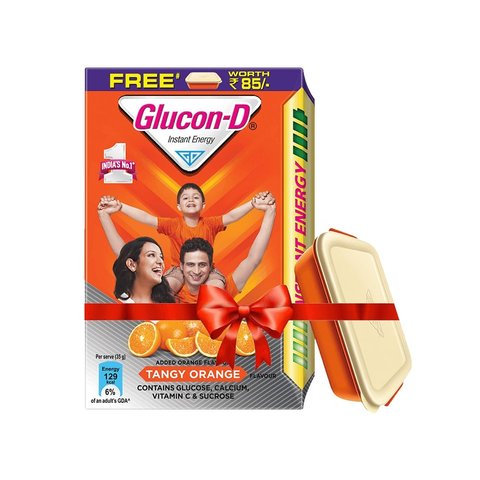 FREE# WORTH
₹ 85/-
Glucon-D®
Instant Energy
1
INDIA'S No.1*
INSTANT ENERGY
Per serve (35 g)
Energy
129
kcal
6%
of an adult's GDA^
ADDED ORANGE FLAVOUR
TANGY ORANGE FLAVOUR
CONTAINS GLUCOSE, CALCIUM,
VITAMIN C & SUCROSE